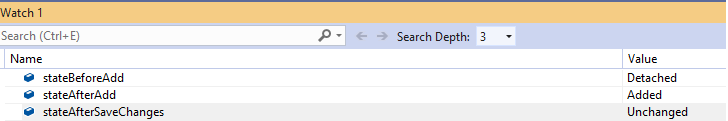 Watch 1
Search (Ctrl+E) Search Depth: 3
Name Value
stateBeforeAdd Detached
stateAfterAdd Added
stateAfterSaveChanges Unchanged